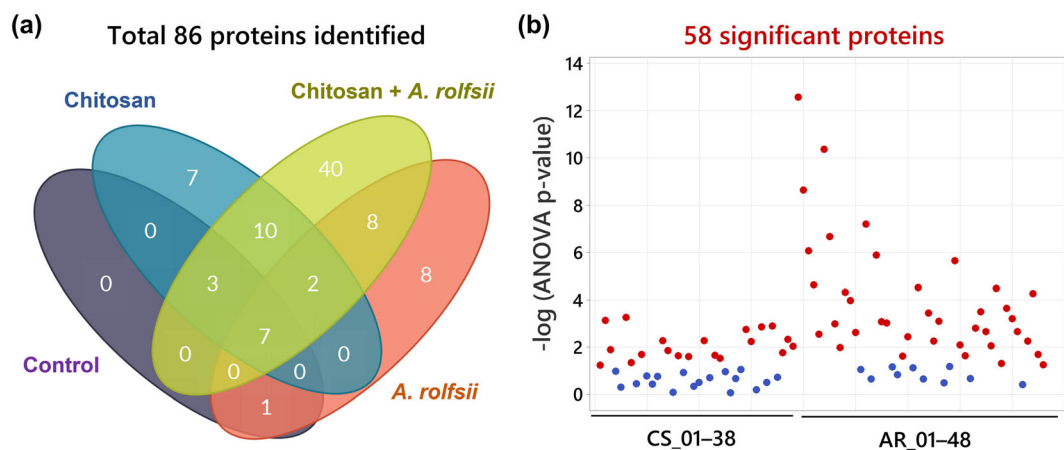 (a)
Total 86 proteins identified
Chitosan
Chitosan + A. rolfsii
Control
A. rolfsii
7
40
0
10
8
0
3
2
8
7
0
0
0
0
1
(b)
58 significant proteins
-log (ANOVA p-value)
14
12
10
8
6
4
2
0
CS_01–38
AR_01–48